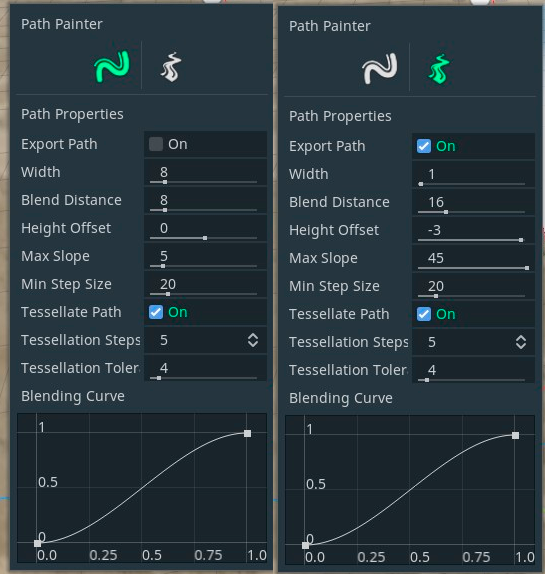 Path Painter
Path Properties
Export Path On
Width 8
Blend Distance 8
Height Offset 0
Max Slope 5
Min Step Size 20
Tessellate Path On
Tessellation Steps 5
Tessellation Toler 4
Blending Curve
1
0.5
0
0.0 0.25 0.5 0.75 1.0
Path Painter
Path Properties
Export Path On
Width 1
Blend Distance 16
Height Offset -3
Max Slope 45
Min Step Size 20
Tessellate Path On
Tessellation Steps 5
Tessellation Toler 4
Blending Curve
1
0.5
0
0.0 0.25 0.5 0.75 1.0